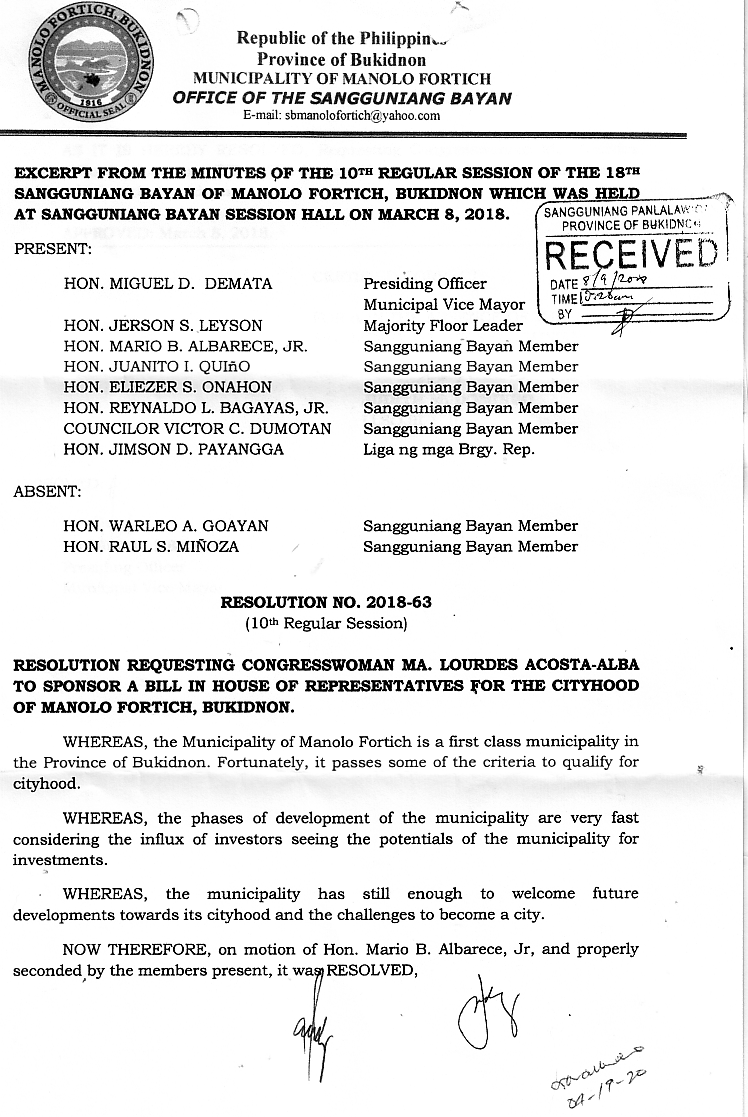 MANOLO FORTICH, BUKIDNON
1916
OFFICIAL SEAL
Republic of the Philippines
Province of Bukidnon
MUNICIPALITY OF MANOLO FORTICH
OFFICE OF THE SANGGUNIANG BAYAN
E-mail: sbmanolofortich@yahoo.com
EXCERPT FROM THE MINUTES OF THE 10TH REGULAR SESSION OF THE 18TH
SANGGUNIANG BAYAN OF MANOLO FORTICH, BUKIDNON WHICH WAS HELD
AT SANGGUNIANG BAYAN SESSION HALL ON MARCH 8, 2018.
SANGGUNIANG PANLALAWIGAN
PROVINCE OF BUKIDNON
RECEIVED
DATE 8/9/2018
TIME
BY
PRESENT:
HON. MIGUEL D. DEMATA Presiding Officer
Municipal Vice Mayor
HON. JERSON S. LEYSON Majority Floor Leader
HON. MARIO B. ALBARECE, JR. Sangguniang Bayan Member
HON. JUANITO I. QUIñO Sangguniang Bayan Member
HON. ELIEZER S. ONAHON Sangguniang Bayan Member
HON. REYNALDO L. BAGAYAS, JR. Sangguniang Bayan Member
COUNCILOR VICTOR C. DUMOTAN Sangguniang Bayan Member
HON. JIMSON D. PAYANGGA Liga ng mga Brgy. Rep.
ABSENT:
HON. WARLEO A. GOAYAN Sangguniang Bayan Member
HON. RAUL S. MIÑOZA Sangguniang Bayan Member
RESOLUTION NO. 2018-63
(10th Regular Session)
RESOLUTION REQUESTING CONGRESSWOMAN MA. LOURDES ACOSTA-ALBA
TO SPONSOR A BILL IN HOUSE OF REPRESENTATIVES FOR THE CITYHOOD
OF MANOLO FORTICH, BUKIDNON.
WHEREAS, the Municipality of Manolo Fortich is a first class municipality in
the Province of Bukidnon. Fortunately, it passes some of the criteria to qualify for
cityhood.
WHEREAS, the phases of development of the municipality are very fast
considering the influx of investors seeing the potentials of the municipality for
investments.
WHEREAS, the municipality has still enough to welcome future
developments towards its cityhood and the challenges to become a city.
NOW THEREFORE, on motion of Hon. Mario B. Albarece, Jr, and properly
seconded by the members present, it was RESOLVED,
04-19-20